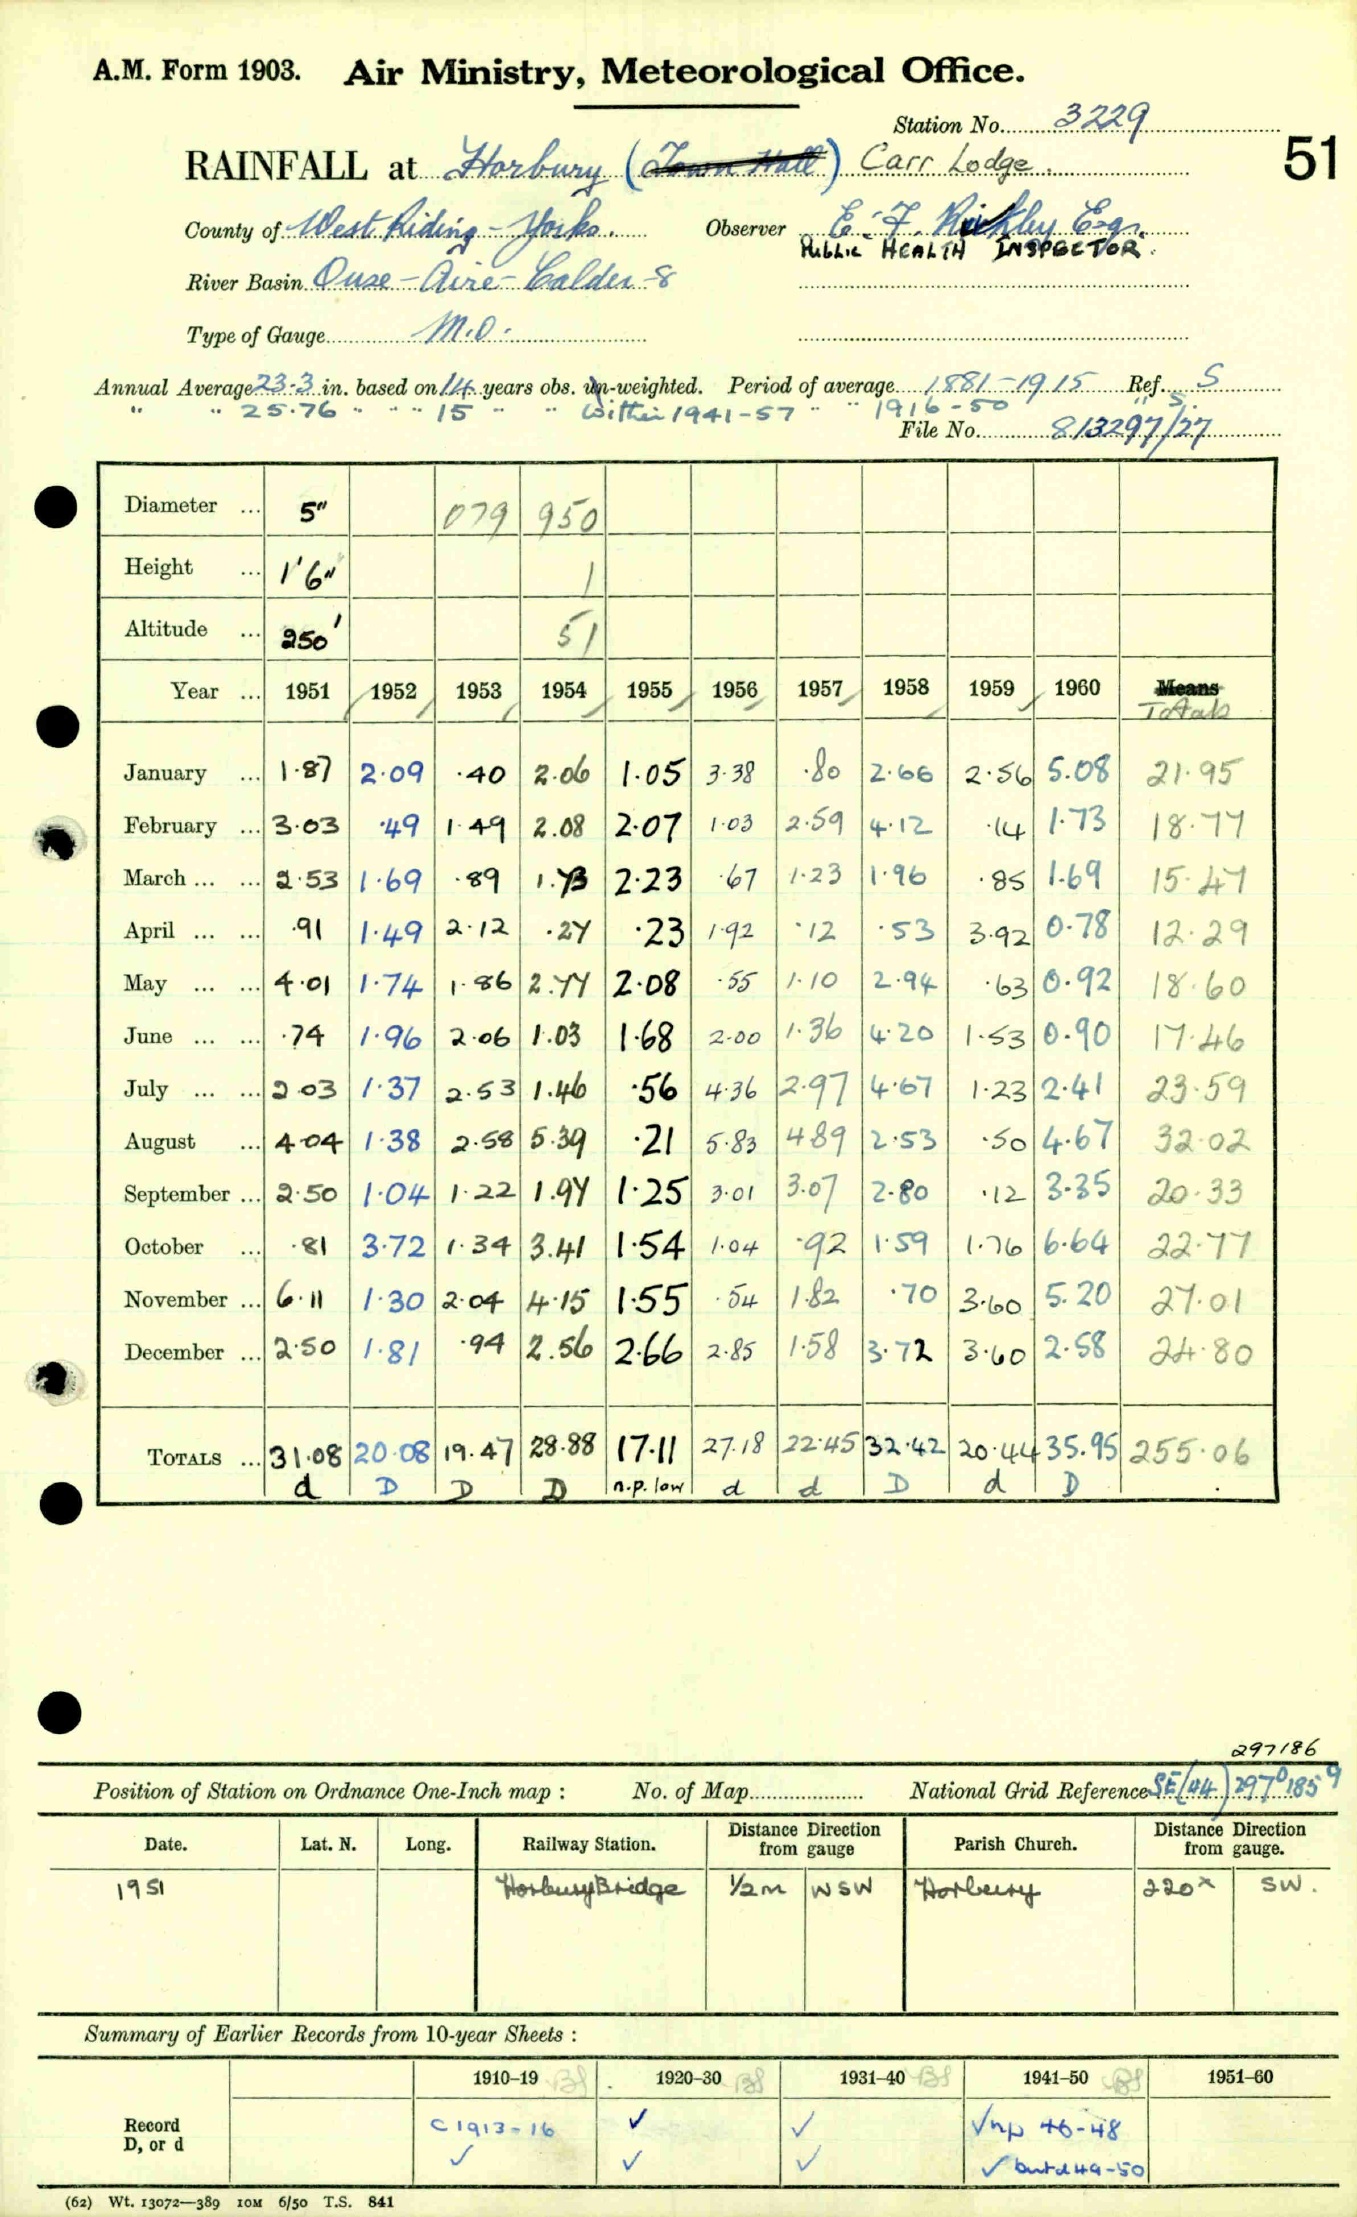 A.M. Form 1903. Air Ministry, Meteorological Office.
Station No. 3229
51
RAINFALL at Horbury (Town Hall) Carr Lodge.
County of West Riding - Yorks. Observer E. F. Rickley Esq.
PUBLIC HEALTH INSPECTOR.
River Basin Ouse - Aire - Calder - 8
Type of Gauge M.O.
Annual Average 23.3 in. based on 14 years obs. un-weighted. Period of average 1881-1915 Ref. S
" " 25.76 " " " 15 " " Within 1941-57 " " 1916-50 " S.
File No. 813297/27
Diameter ... 5" 079 950
Height ... 1'6" 1
Altitude ... 250' 51
Year ... 1951 1952 1953 1954 1955 1956 1957 1958 1959 1960 Means
Totals
January ... 1.87 2.09 .40 2.06 1.05 3.38 .80 2.66 2.56 5.08 21.95
February ... 3.03 .49 1.49 2.08 2.07 1.03 2.59 4.12 .14 1.73 18.77
March ... ... 2.53 1.69 .89 1.73 2.23 .67 1.23 1.96 .85 1.69 15.47
April ... ... .91 1.49 2.12 .27 .23 1.92 .12 .53 3.92 0.78 12.29
May ... ... 4.01 1.74 1.86 2.77 2.08 .55 1.10 2.94 .63 0.92 18.60
June ... ... .74 1.96 2.06 1.03 1.68 2.00 1.36 4.20 1.53 0.90 17.46
July ... ... 2.03 1.37 2.53 1.46 .56 4.36 2.97 4.67 1.23 2.41 23.59
August ... 4.04 1.38 2.58 5.39 .21 5.83 4.89 2.53 .50 4.67 32.02
September ... 2.50 1.04 1.22 1.97 1.25 3.01 3.07 2.80 .12 3.35 20.33
October ... .81 3.72 1.34 3.41 1.54 1.04 .92 1.59 1.76 6.64 22.77
November ... 6.11 1.30 2.04 4.15 1.55 .54 1.82 .70 3.60 5.20 27.01
December ... 2.50 1.81 .94 2.56 2.66 2.85 1.58 3.72 3.60 2.58 24.80
TOTALS ... 31.08 20.08 19.47 28.88 17.11 27.18 22.45 32.42 20.44 35.95 255.06
d D D D n.p. low d d D d D
297186
Position of Station on Ordnance One-Inch map : No. of Map National Grid Reference SE(44) 297⁰ 185⁹
Date. Lat. N. Long. Railway Station. Distance from Direction gauge Parish Church. Distance from Direction gauge.
1951 Horbury Bridge ½ m WSW Horbury 220x SW.
Summary of Earlier Records from 10-year Sheets :
1910–19 1920–30 1931–40 1941–50 1951–60
Record C 1913-16 ✓ ✓ ✓ np 46-48
D, or d ✓ ✓ ✓ ✓ but d 49-50
(62) Wt. 13072—389 10M 6/50 T.S. 841